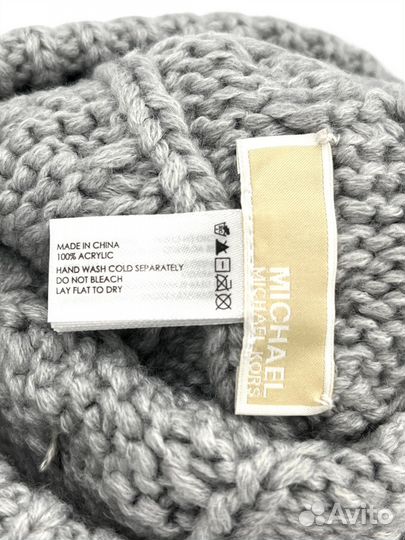 MADE IN CHINA
100% ACRYLIC
HAND WASH COLD SEPARATELY
DO NOT BLEACH
LAY FLAT TO DRY
MICHAEL
MICHAEL KORS
Avito